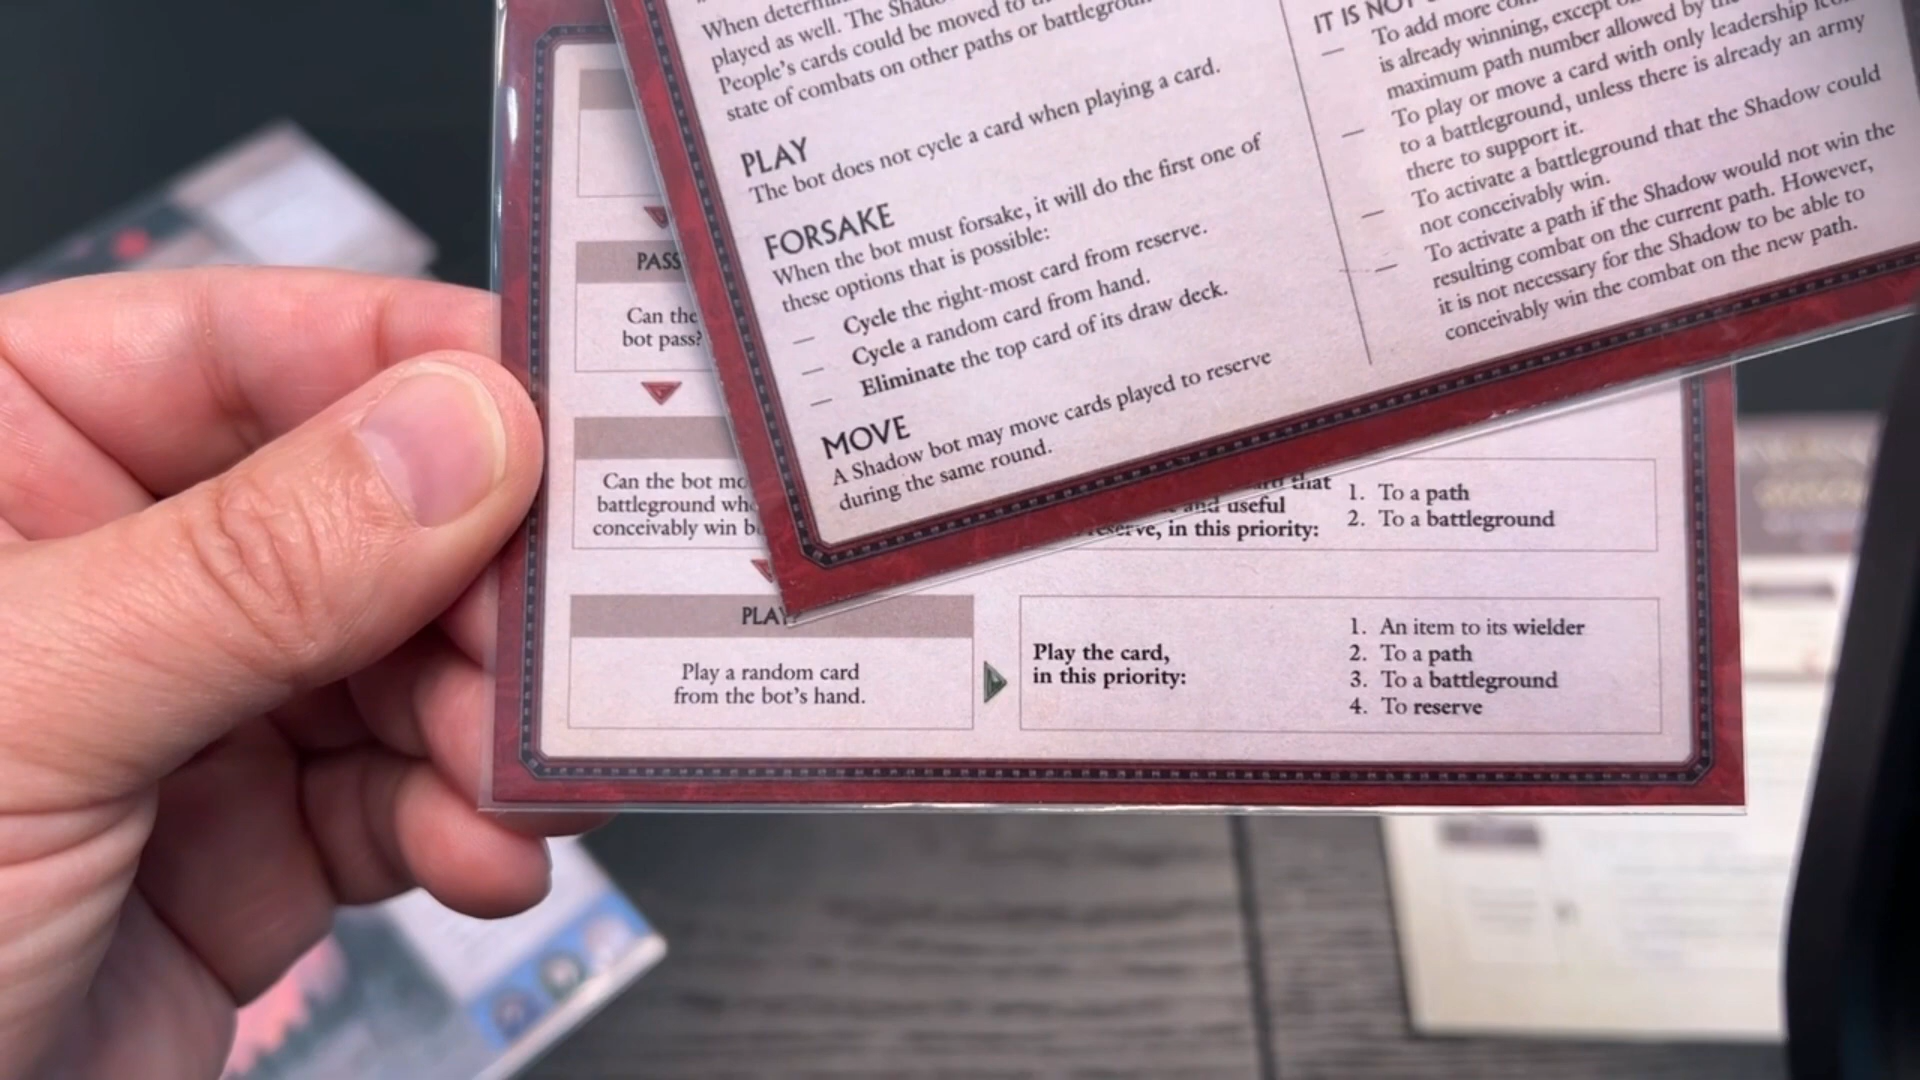 When determin
played as well. The Shado
People's cards could be moved to
state of combats on other paths or battlegroun
PLAY
The bot does not cycle a card when playing a card.
FORSAKE
When the bot must forsake, it will do the first one of
these options that is possible:
— Cycle the right-most card from reserve.
— Cycle a random card from hand.
— Eliminate the top card of its draw deck.
MOVE
A Shadow bot may move cards played to reserve
during the same round.
IT IS NOT
— To add more com
is already winning, except
maximum path number allowed by the
— To play or move a card with only leadership icon
to a battleground, unless there is already an army
there to support it.
— To activate a battleground that the Shadow could
not conceivably win.
— To activate a path if the Shadow would not win the
resulting combat on the current path. However,
it is not necessary for the Shadow to be able to
conceivably win the combat on the new path.
PASS
Can the
bot pass?
Can the bot mo
battleground whe
conceivably win b
that
and useful
reserve, in this priority:
1. To a path
2. To a battleground
PLAY?
Play a random card
from the bot's hand.
Play the card,
in this priority:
1. An item to its wielder
2. To a path
3. To a battleground
4. To reserve